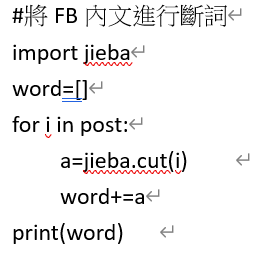 #將 FB 內文進行斷詞
import jieba
word=[]
for i in post:
a=jieba.cut(i)
word+=a
print(word)